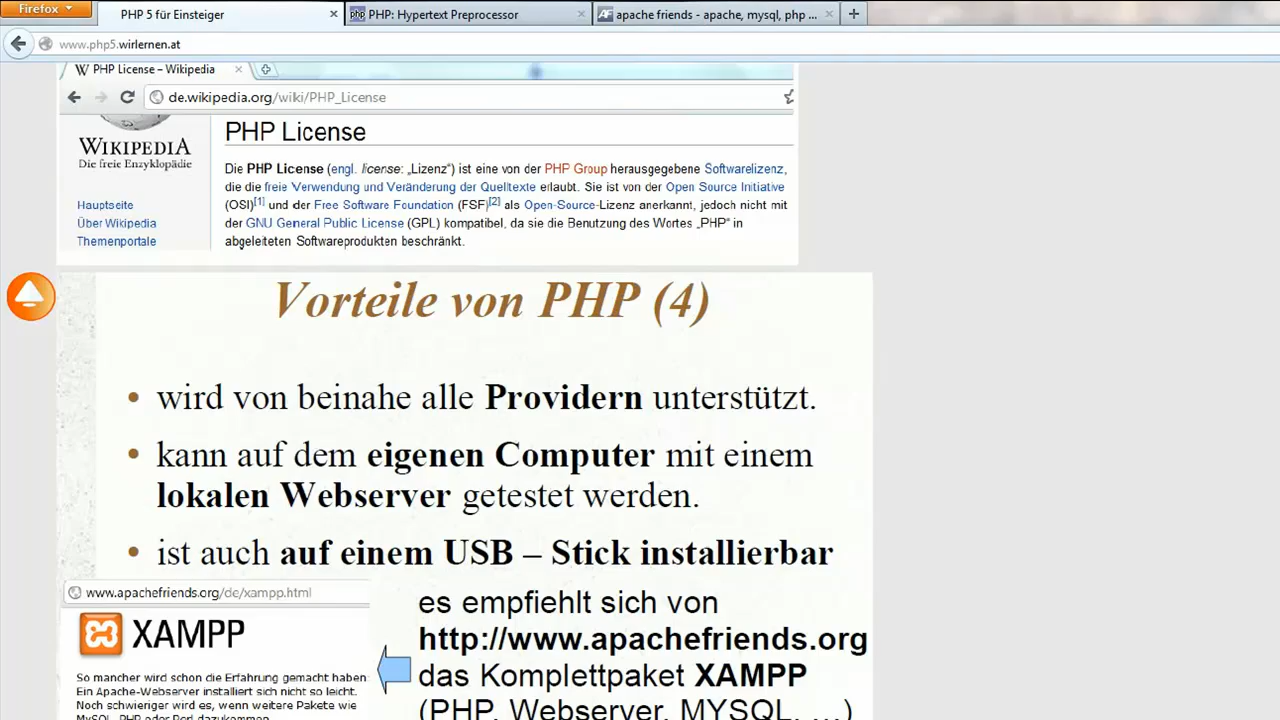 Firefox
PHP 5 für Einsteiger
PHP: Hypertext Preprocessor
apache friends - apache, mysql, php ...
www.php5.wirlernen.at
PHP License – Wikipedia
de.wikipedia.org/wiki/PHP_License
WIKIPEDIA
Die freie Enzyklopädie
Hauptseite
Über Wikipedia
Themenportale
PHP License
Die PHP License (engl. license: „Lizenz“) ist eine von der PHP Group herausgegebene Softwarelizenz,
die die freie Verwendung und Veränderung der Quelltexte erlaubt. Sie ist von der Open Source Initiative
(OSI)[1] und der Free Software Foundation (FSF)[2] als Open-Source-Lizenz anerkannt, jedoch nicht mit
der GNU General Public License (GPL) kompatibel, da sie die Benutzung des Wortes „PHP“ in
abgeleiteten Softwareprodukten beschränkt.
Vorteile von PHP (4)
• wird von beinahe alle Providern unterstützt.
• kann auf dem eigenen Computer mit einem
lokalen Webserver getestet werden.
• ist auch auf einem USB – Stick installierbar
www.apachefriends.org/de/xampp.html
XAMPP
So mancher wird schon die Erfahrung gemacht haben:
Ein Apache-Webserver installiert sich nicht so leicht.
Noch schwieriger wird es, wenn weitere Pakete wie
MySQL, PHP oder Perl dazukommen.
es empfiehlt sich von
http://www.apachefriends.org
das Komplettpaket XAMPP
(PHP, Webserver, MYSQL, ...)